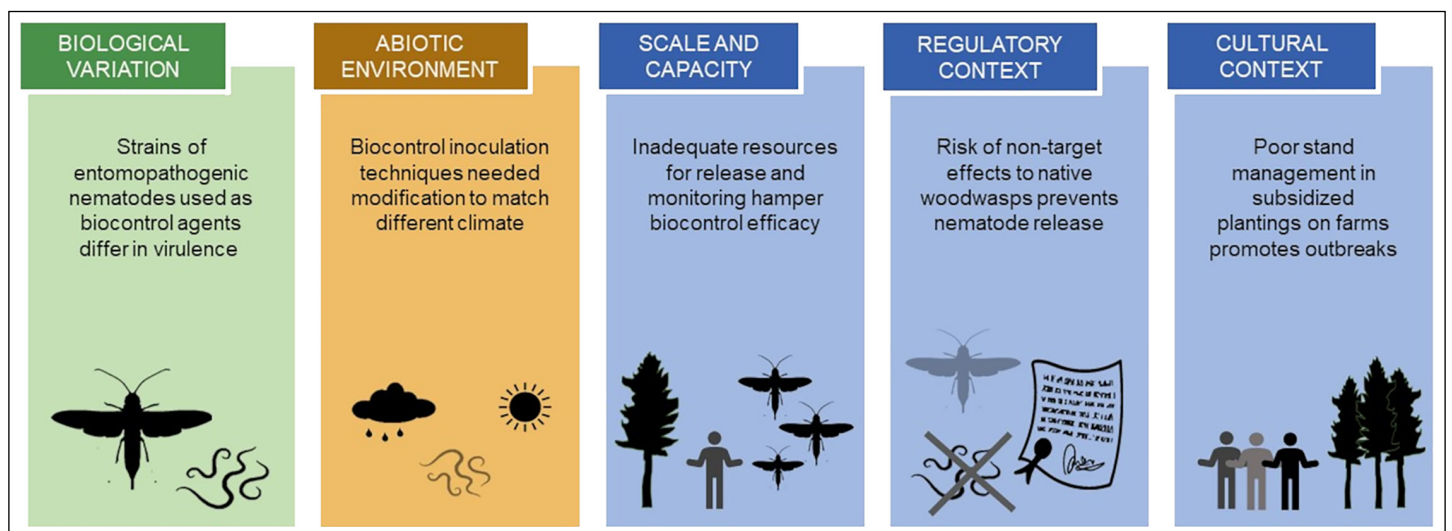 BIOLOGICAL
VARIATION
Strains of
entomopathogenic
nematodes used as
biocontrol agents
differ in virulence
ABIOTIC
ENVIRONMENT
Biocontrol inoculation
techniques needed
modification to match
different climate
SCALE AND
CAPACITY
Inadequate resources
for release and
monitoring hamper
biocontrol efficacy
REGULATORY
CONTEXT
Risk of non-target
effects to native
woodwasps prevents
nematode release
CULTURAL
CONTEXT
Poor stand
management in
subsidized
plantings on farms
promotes outbreaks